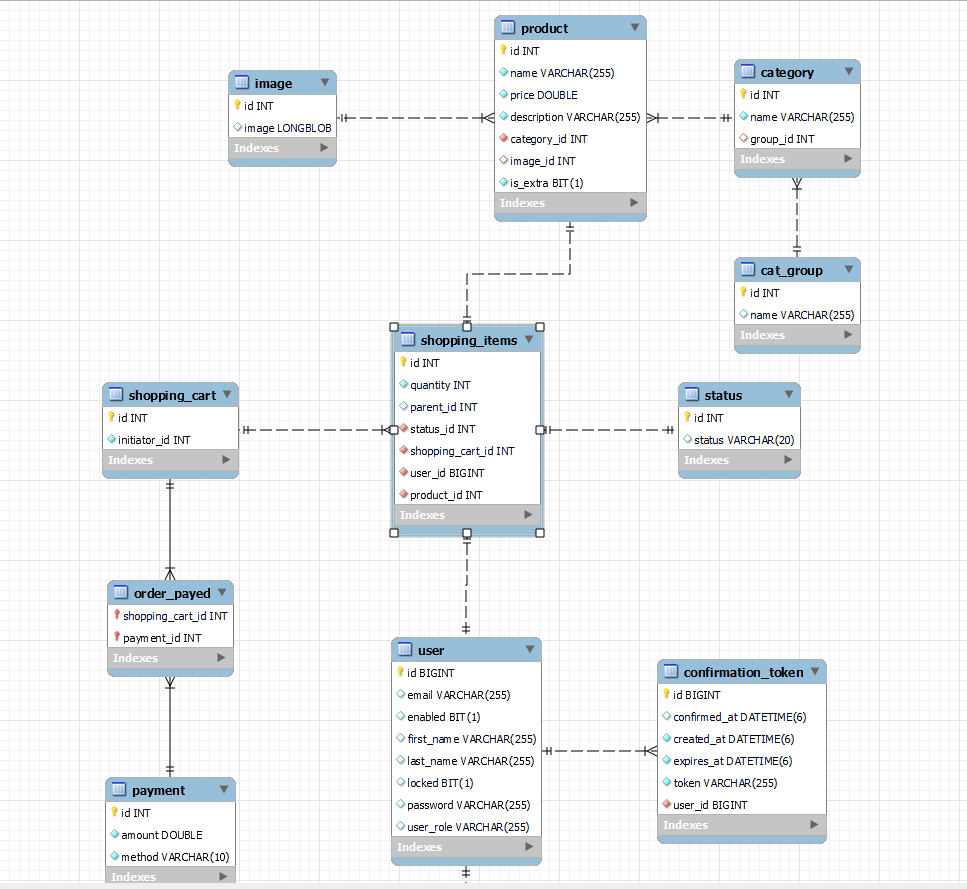 product
id INT
name VARCHAR(255)
price DOUBLE
description VARCHAR(255)
category_id INT
image_id INT
is_extra BIT(1)
Indexes
image
id INT
image LONGBLOB
Indexes
category
id INT
name VARCHAR(255)
group_id INT
Indexes
cat_group
id INT
name VARCHAR(255)
Indexes
shopping_items
id INT
quantity INT
parent_id INT
status_id INT
shopping_cart_id INT
user_id BIGINT
product_id INT
Indexes
shopping_cart
id INT
initiator_id INT
Indexes
status
id INT
status VARCHAR(20)
Indexes
order_payed
shopping_cart_id INT
payment_id INT
Indexes
user
id BIGINT
email VARCHAR(255)
enabled BIT(1)
first_name VARCHAR(255)
last_name VARCHAR(255)
locked BIT(1)
password VARCHAR(255)
user_role VARCHAR(255)
Indexes
confirmation_token
id BIGINT
confirmed_at DATETIME(6)
created_at DATETIME(6)
expires_at DATETIME(6)
token VARCHAR(255)
user_id BIGINT
Indexes
payment
id INT
amount DOUBLE
method VARCHAR(10)
Indexes